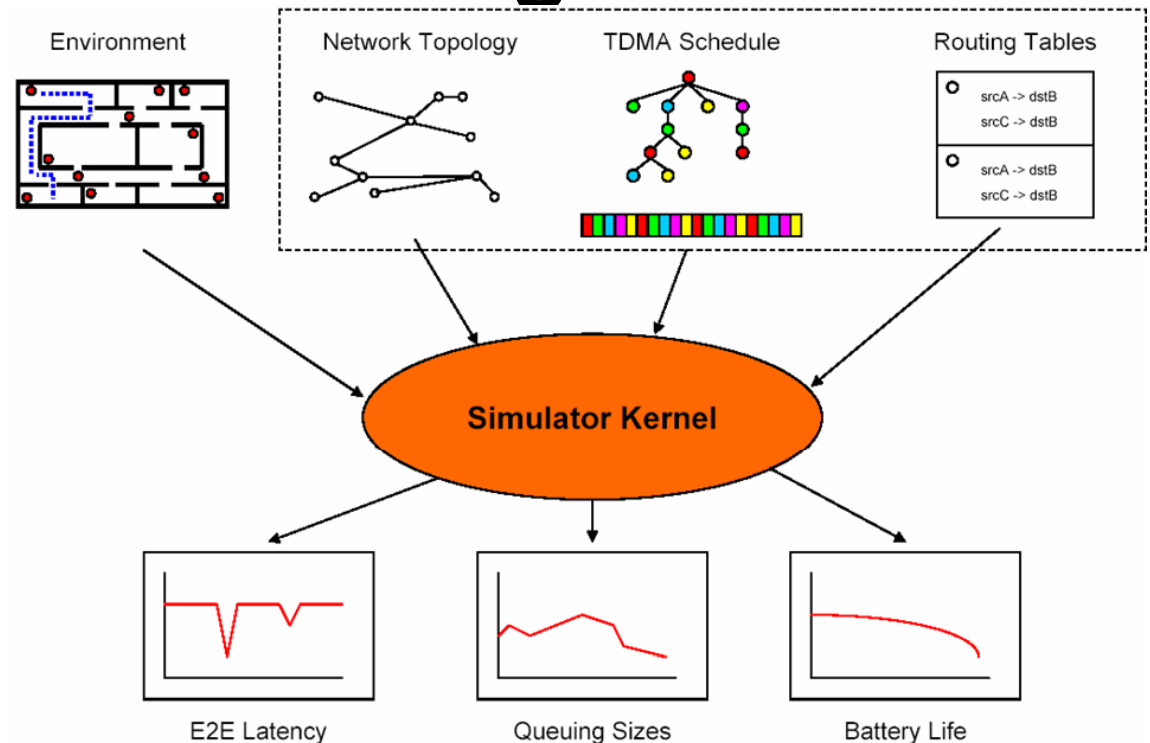 Environment
Network Topology
TDMA Schedule
Routing Tables
srcA -> dstB
srcC -> dstB
srcA -> dstB
srcC -> dstB
Simulator Kernel
E2E Latency
Queuing Sizes
Battery Life